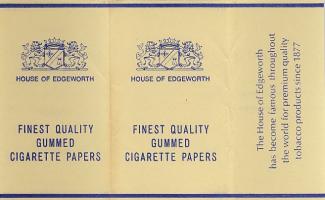 HOUSE OF EDGEWORTH
FINEST QUALITY
GUMMED
CIGARETTE PAPERS
HOUSE OF EDGEWORTH
FINEST QUALITY
GUMMED
CIGARETTE PAPERS
The House of Edgeworth
has become famous throughout
the world for premium quality
tobacco products since 1877